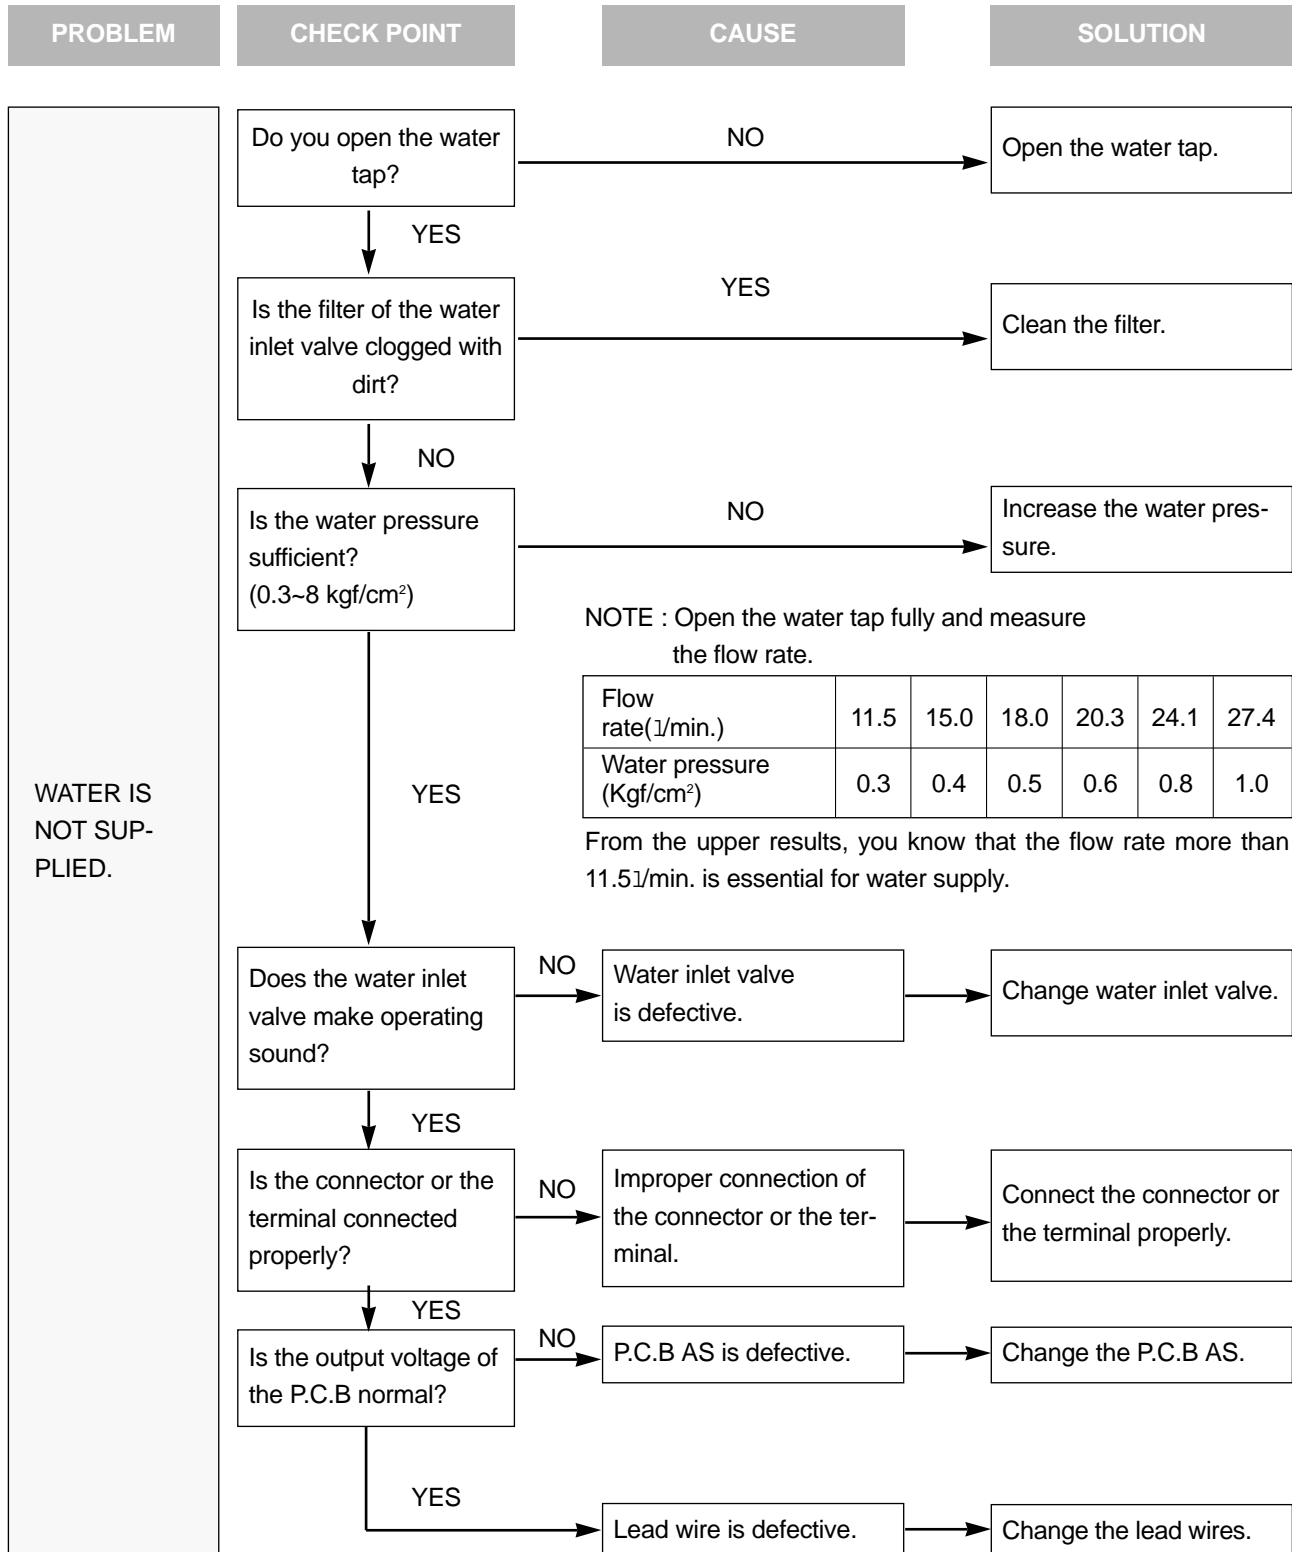 PROBLEM
CHECK POINT
CAUSE
SOLUTION
WATER IS
NOT SUP-
PLIED.
Do you open the water
tap?
NO
Open the water tap.
YES
Is the filter of the water
inlet valve clogged with
dirt?
YES
Clean the filter.
NO
Is the water pressure
sufficient?
(0.3~8 kgf/cm²)
NO
Increase the water pres-
sure.
NOTE : Open the water tap fully and measure
the flow rate.
Flow
rate(l/min.)
11.5 15.0 18.0 20.3 24.1 27.4
Water pressure
(Kgf/cm²)
0.3 0.4 0.5 0.6 0.8 1.0
From the upper results, you know that the flow rate more than
11.5l/min. is essential for water supply.
YES
Does the water inlet
valve make operating
sound?
NO
Water inlet valve
is defective.
Change water inlet valve.
YES
Is the connector or the
terminal connected
properly?
NO
Improper connection of
the connector or the ter-
minal.
Connect the connector or
the terminal properly.
YES
Is the output voltage of
the P.C.B normal?
NO
P.C.B AS is defective.
Change the P.C.B AS.
YES
Lead wire is defective.
Change the lead wires.